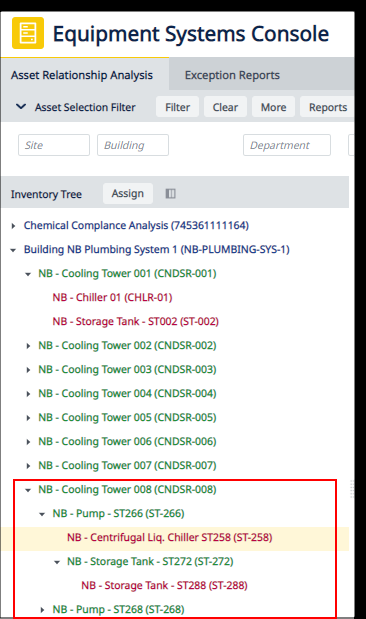 Equipment Systems Console
Asset Relationship Analysis
Exception Reports
Asset Selection Filter
Filter
Clear
More
Reports
Site
Building
Department
Inventory Tree
Assign
Chemical Complance Analysis (745361111164)
Building NB Plumbing System 1 (NB-PLUMBING-SYS-1)
NB - Cooling Tower 001 (CNDSR-001)
NB - Chiller 01 (CHLR-01)
NB - Storage Tank - ST002 (ST-002)
NB - Cooling Tower 002 (CNDSR-002)
NB - Cooling Tower 003 (CNDSR-003)
NB - Cooling Tower 004 (CNDSR-004)
NB - Cooling Tower 005 (CNDSR-005)
NB - Cooling Tower 006 (CNDSR-006)
NB - Cooling Tower 007 (CNDSR-007)
NB - Cooling Tower 008 (CNDSR-008)
NB - Pump - ST266 (ST-266)
NB - Centrifugal Liq. Chiller ST258 (ST-258)
NB - Storage Tank - ST272 (ST-272)
NB - Storage Tank - ST288 (ST-288)
NB - Pump - ST268 (ST-268)